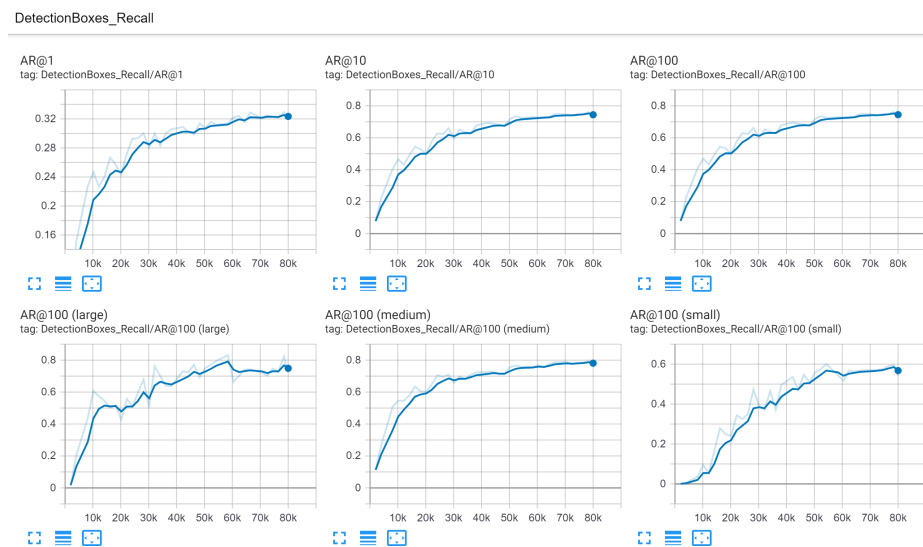 DetectionBoxes_Recall
AR@1
tag: DetectionBoxes_Recall/AR@1
0.32
0.28
0.24
0.2
0.16
10k 20k 30k 40k 50k 60k 70k 80k
AR@10
tag: DetectionBoxes_Recall/AR@10
0.8
0.6
0.4
0.2
0
10k 20k 30k 40k 50k 60k 70k 80k
AR@100
tag: DetectionBoxes_Recall/AR@100
0.8
0.6
0.4
0.2
0
10k 20k 30k 40k 50k 60k 70k 80k
AR@100 (large)
tag: DetectionBoxes_Recall/AR@100 (large)
0.8
0.6
0.4
0.2
0
10k 20k 30k 40k 50k 60k 70k 80k
AR@100 (medium)
tag: DetectionBoxes_Recall/AR@100 (medium)
0.8
0.6
0.4
0.2
0
10k 20k 30k 40k 50k 60k 70k 80k
AR@100 (small)
tag: DetectionBoxes_Recall/AR@100 (small)
0.6
0.4
0.2
0
10k 20k 30k 40k 50k 60k 70k 80k